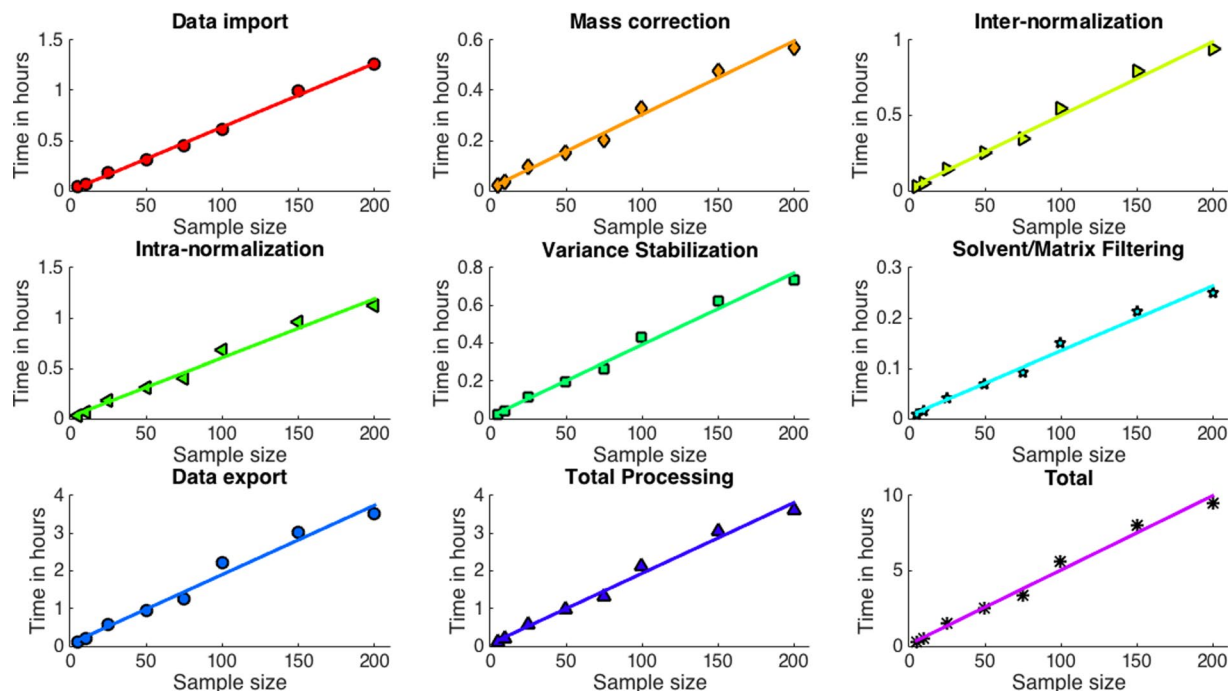 Data import
Time in hours
1.5
1
0.5
0
0 50 100 150 200
Sample size
Mass correction
Time in hours
0.6
0.4
0.2
0
0 50 100 150 200
Sample size
Inter-normalization
Time in hours
1
0.5
0
0 50 100 150 200
Sample size
Intra-normalization
Time in hours
1.5
1
0.5
0
0 50 100 150 200
Sample size
Variance Stabilization
Time in hours
0.8
0.6
0.4
0.2
0
0 50 100 150 200
Sample size
Solvent/Matrix Filtering
Time in hours
0.3
0.2
0.1
0
0 50 100 150 200
Sample size
Data export
Time in hours
4
3
2
1
0
0 50 100 150 200
Sample size
Total Processing
Time in hours
4
3
2
1
0
0 50 100 150 200
Sample size
Total
Time in hours
10
5
0
0 50 100 150 200
Sample size